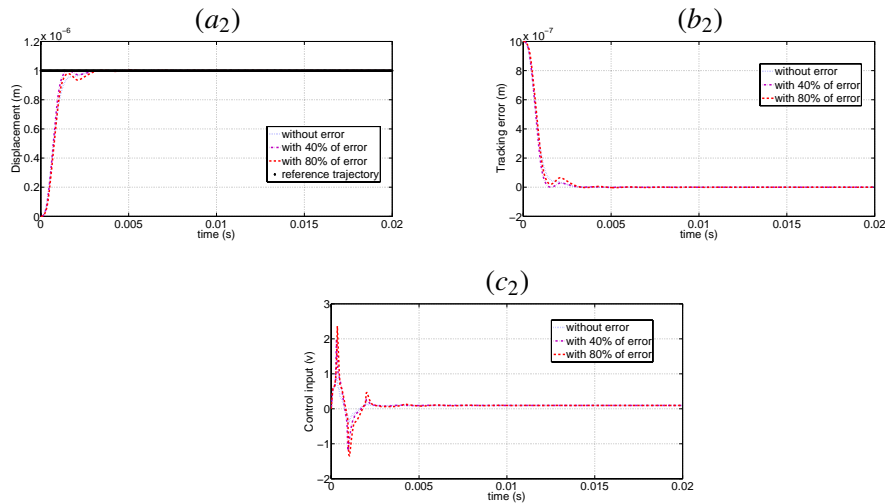 (a₂)
x 10⁻⁶
1.2
1
0.8
0.6
0.4
0.2
0
0
0.005
0.01
0.015
0.02
Displacement (m)
time (s)
without error
with 40% of error
with 80% of error
reference trajectory
(b₂)
x 10⁻⁷
10
8
6
4
2
0
−2
0
0.005
0.01
0.015
0.02
Tracking error (m)
time (s)
without error
with 40% of error
with 80% of error
(c₂)
3
2
1
0
−1
−2
0
0.005
0.01
0.015
0.02
Control input (v)
time (s)
without error
with 40% of error
with 80% of error